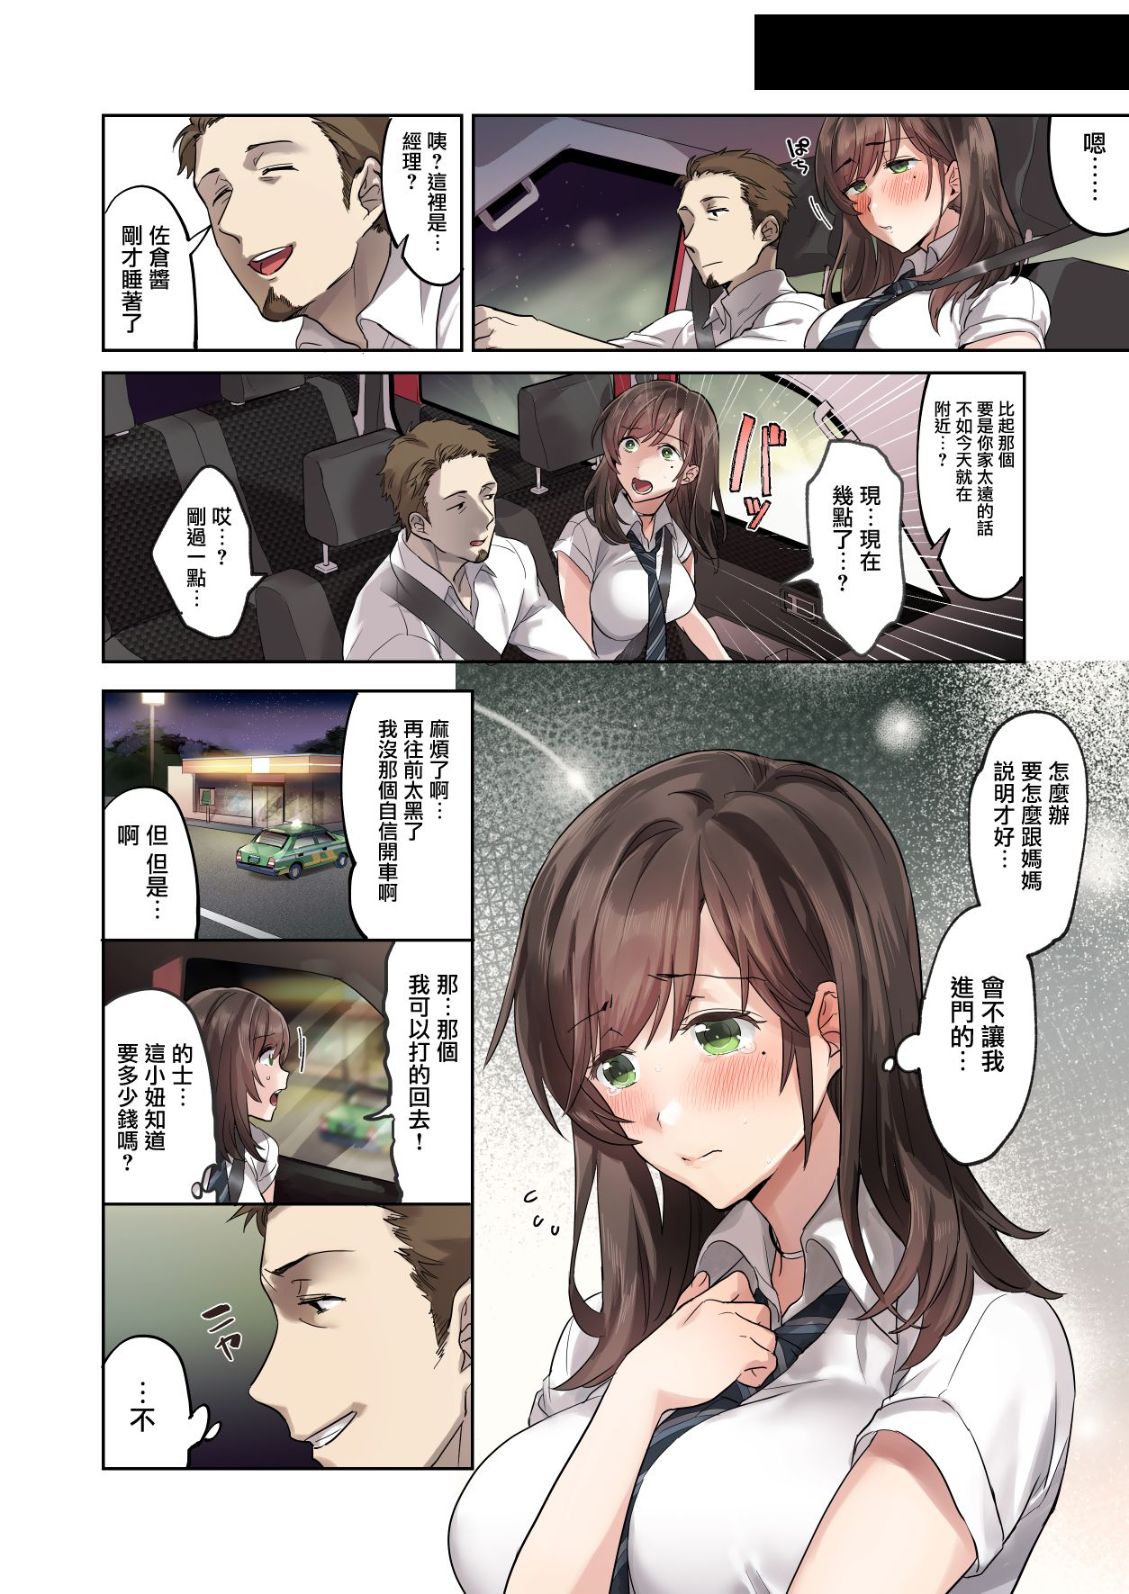 嗯……
ぱち
咦?這裡是…
經理?
佐倉醬
剛才睡著了
比起那個
要是你家太遠的話
不如今天就在
附近…?
現…現在
幾點了…?
バッ
哎…?
剛過一點…
怎麼辦
要怎麼跟媽媽
説明才好…
會不讓我
進門的…
麻煩了啊…
再往前太黑了
我沒那個自信開車啊
但 但是…
啊
那…那個
我可以打的回去!
的士…
這小妞知道
要多少錢嗎?
ニヤ
…不